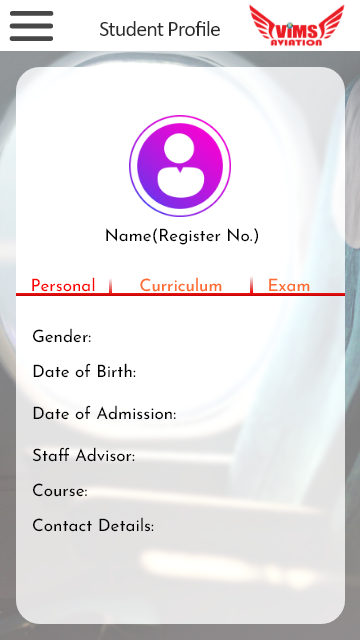 Student Profile
ViMS
AVIATION
Name(Register No.)
Personal
Curriculum
Exam
Gender:
Date of Birth:
Date of Admission:
Staff Advisor:
Course:
Contact Details: